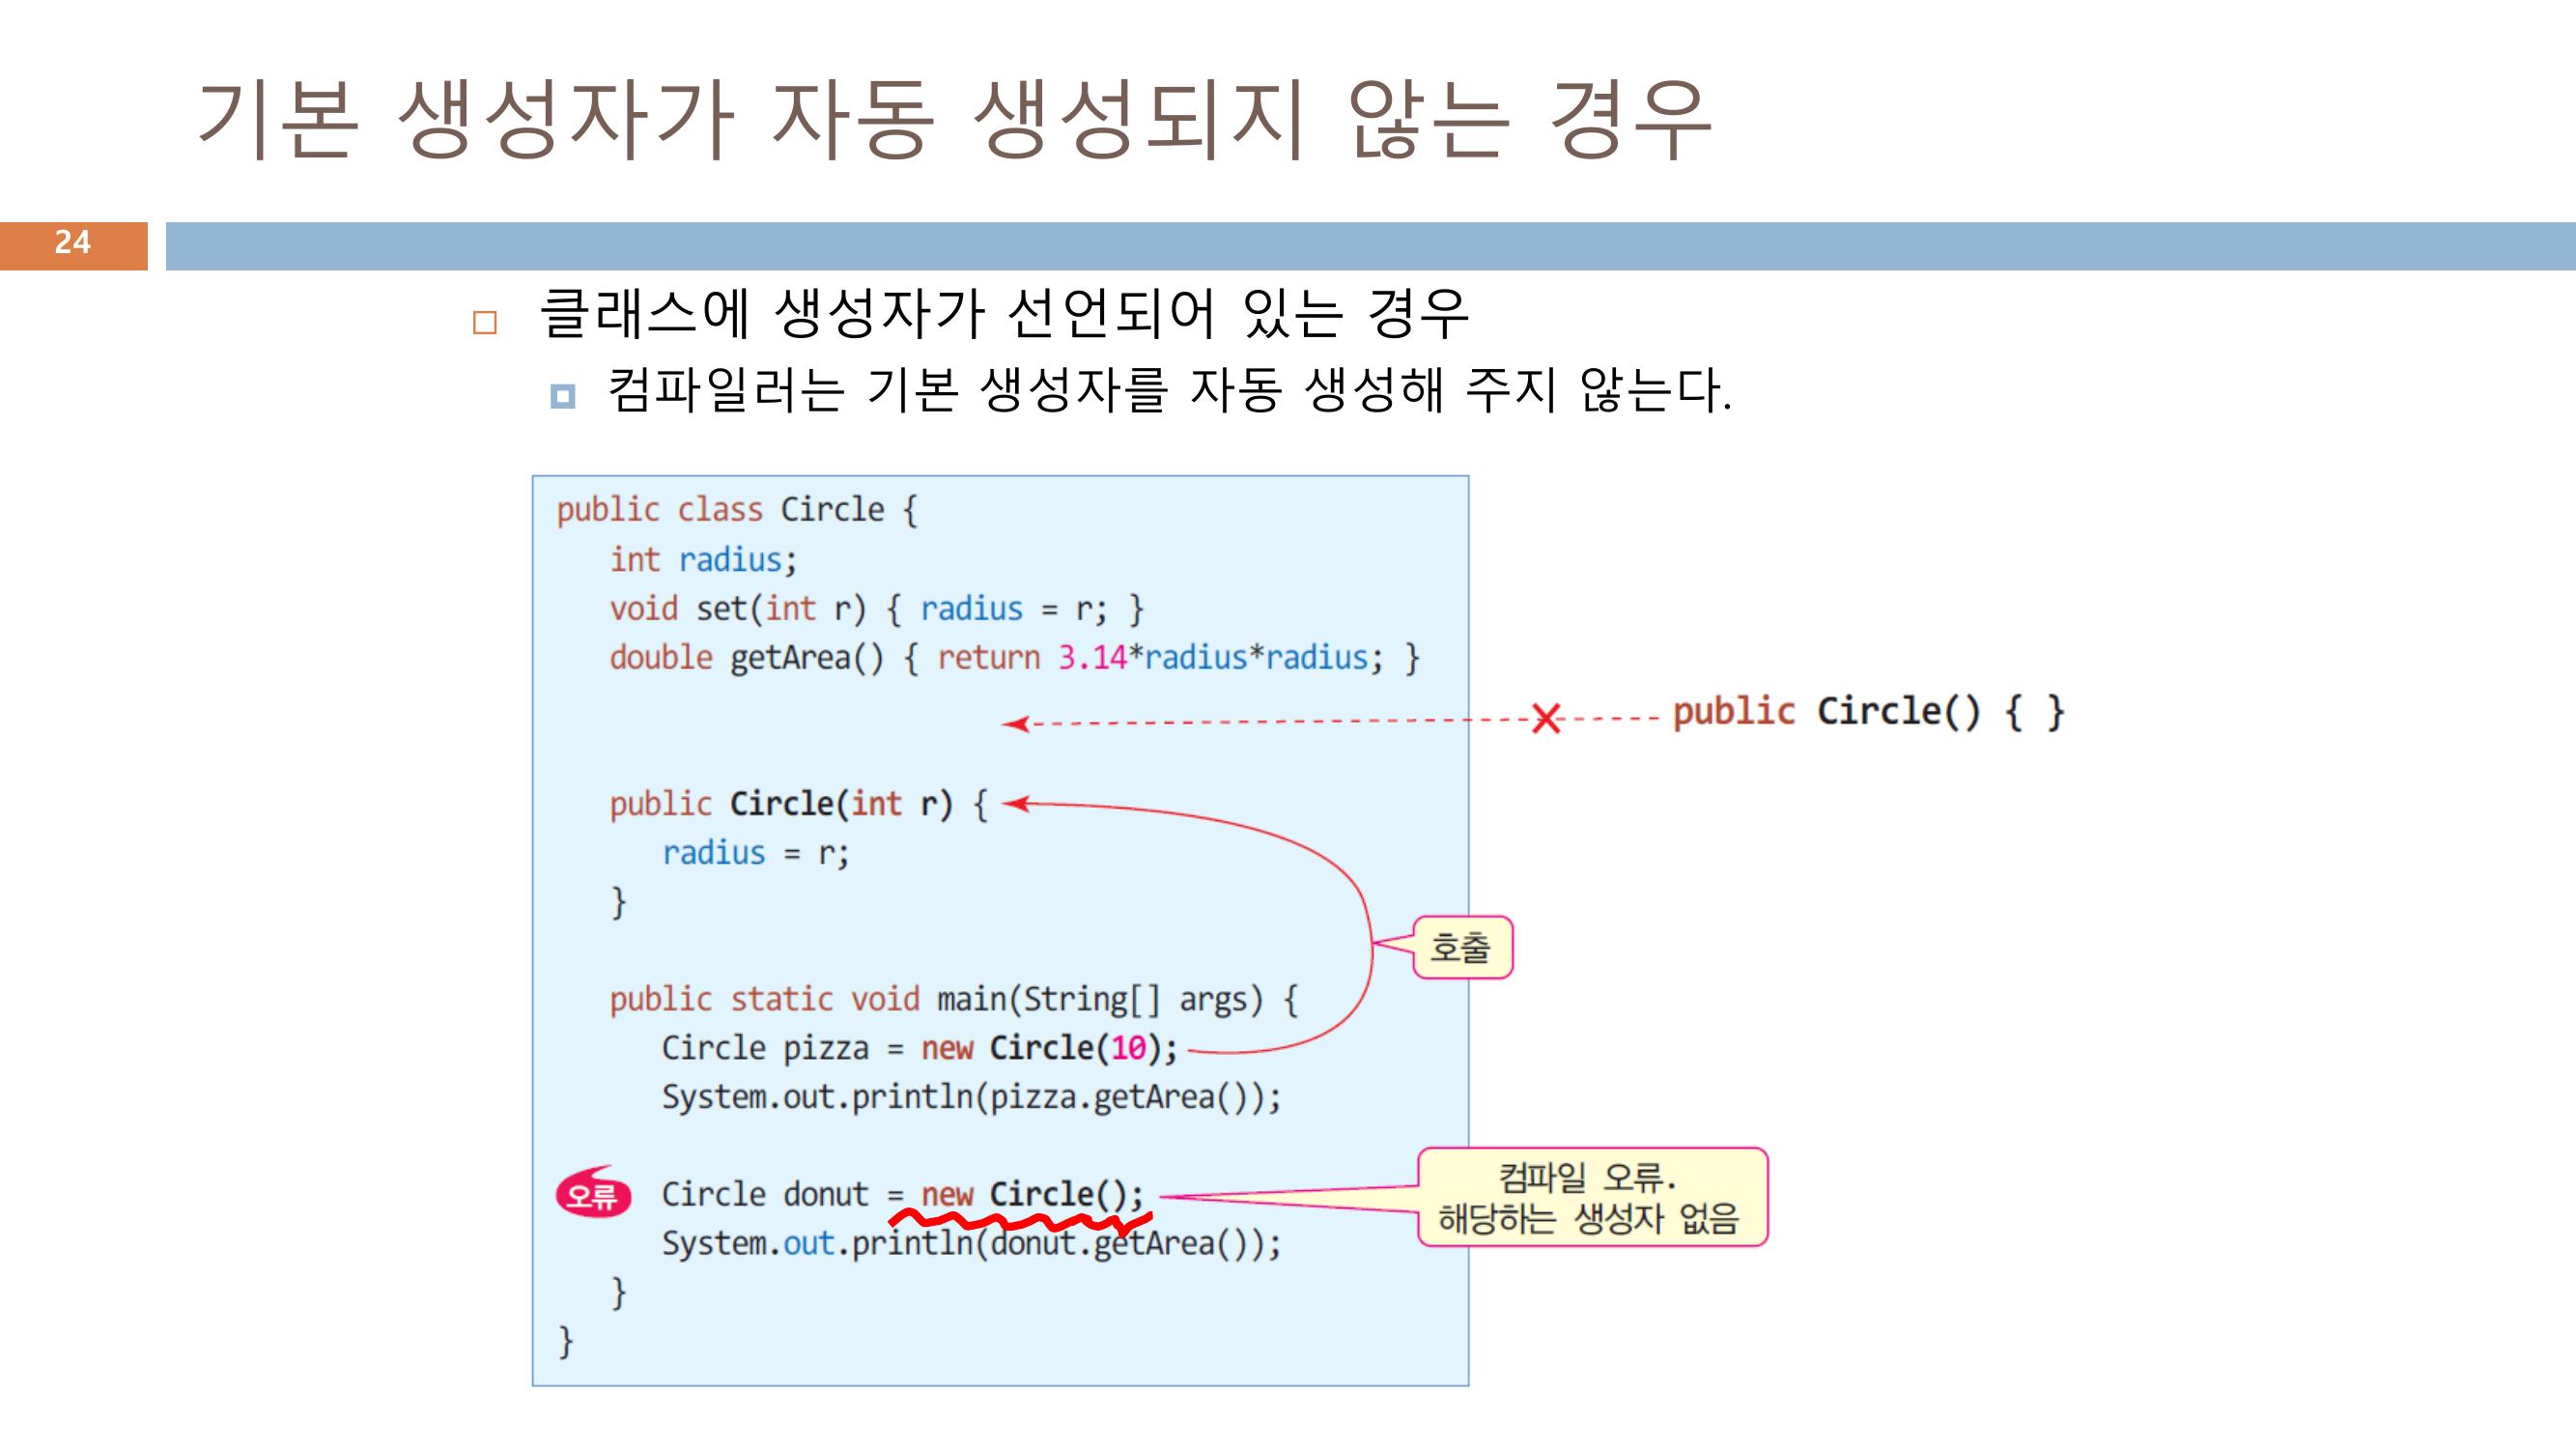 기본 생성자가 자동 생성되지 않는 경우
24
클래스에 생성자가 선언되어 있는 경우
컴파일러는 기본 생성자를 자동 생성해 주지 않는다.
public class Circle {
int radius;
void set(int r) { radius = r; }
double getArea() { return 3.14*radius*radius; }
public Circle() { }
public Circle(int r) {
radius = r;
}
호출
public static void main(String[] args) {
Circle pizza = new Circle(10);
System.out.println(pizza.getArea());
오류 Circle donut = new Circle();
컴파일 오류.
해당하는 생성자 없음
System.out.println(donut.getArea());
}
}